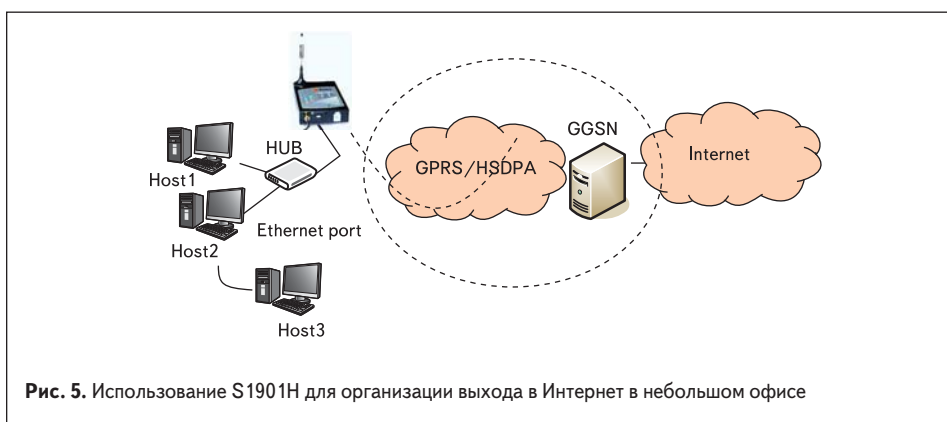 HUB
Host1
Host2
Ethernet port
Host3
GPRS/HSDPA
GGSN
Internet
Рис. 5. Использование S1901H для организации выхода в Интернет в небольшом офисе